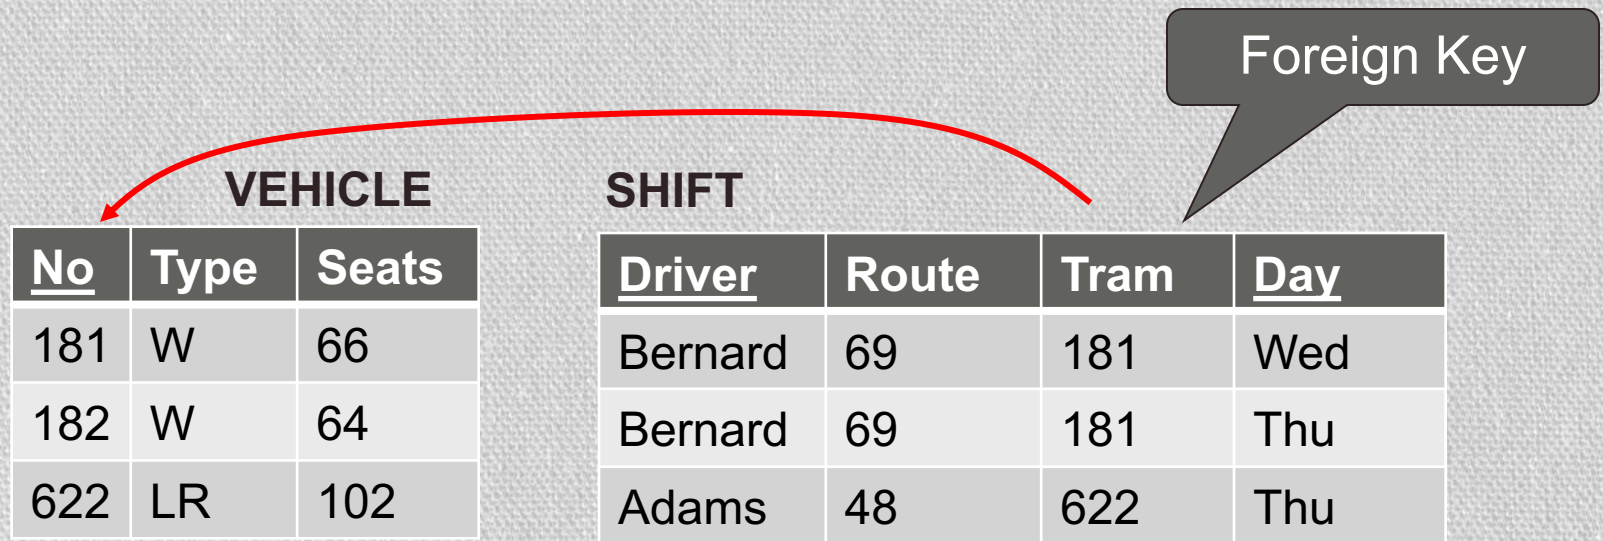 Foreign Key
VEHICLE
No Type Seats
181 W 66
182 W 64
622 LR 102
SHIFT
Driver Route Tram Day
Bernard 69 181 Wed
Bernard 69 181 Thu
Adams 48 622 Thu